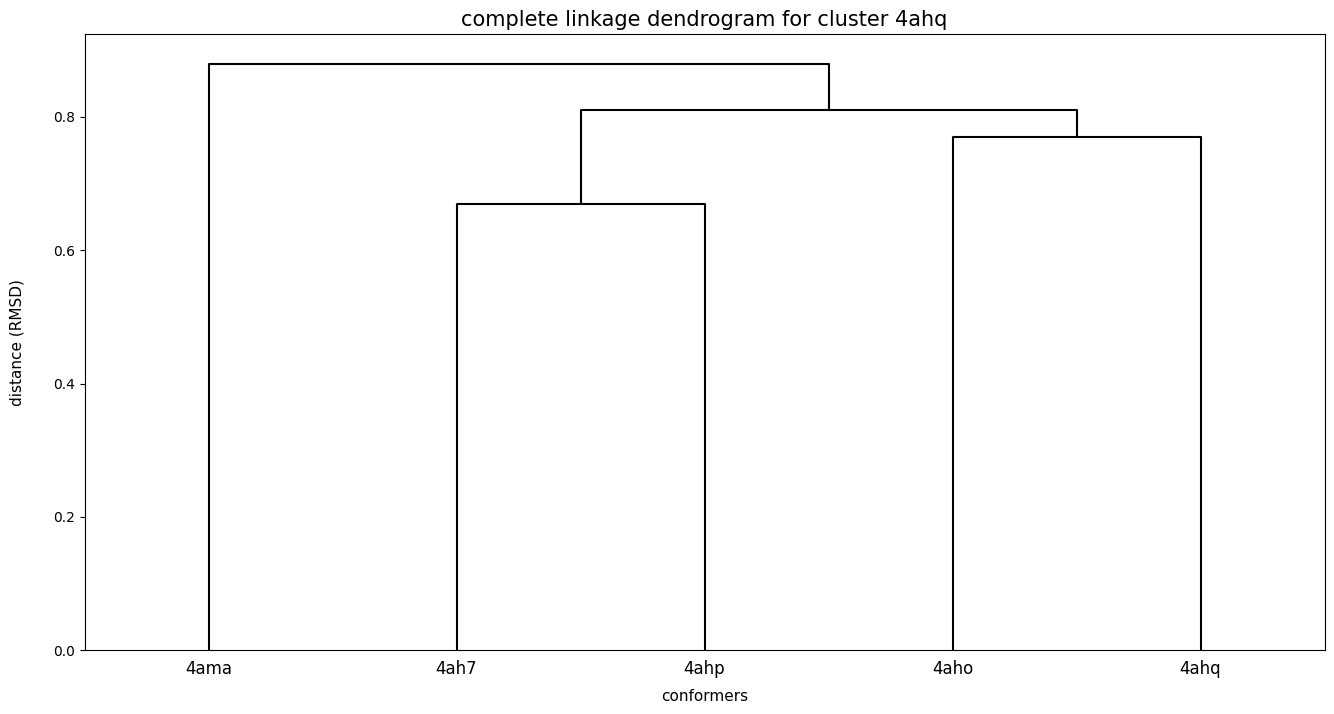 complete linkage dendrogram for cluster 4ahq
distance (RMSD)
0.8
0.6
0.4
0.2
0.0
4ama 4ah7 4ahp 4aho 4ahq
conformers